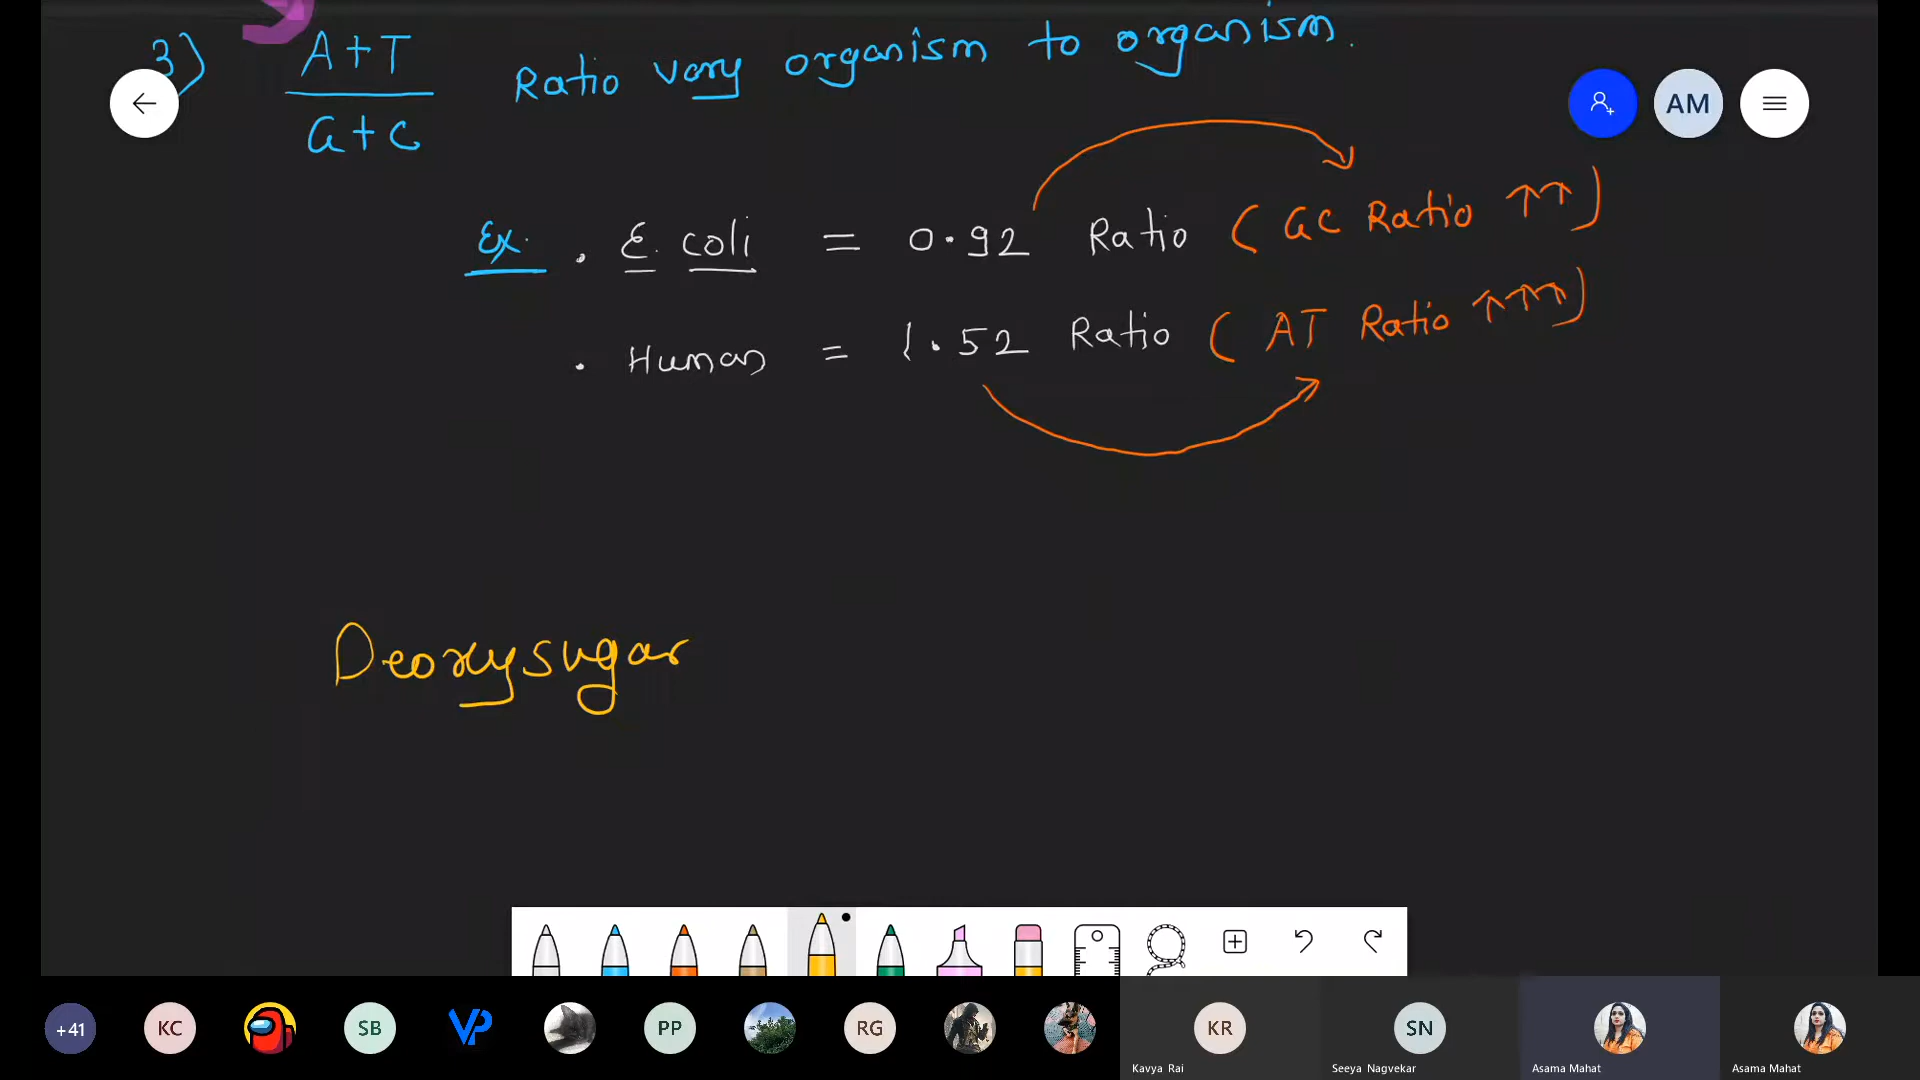 3) A+T
G+C
Ratio vary organism to organism.
AM
Ex. . E. coli = 0.92 Ratio ( GC Ratio ↑↑)
. Human = 1.52 Ratio ( AT Ratio ↑↑↑)
Deoxysugar
+41 KC SB VP PP RG KR SN
Kavya Rai Seeya Nagvekar Asama Mahat Asama Mahat